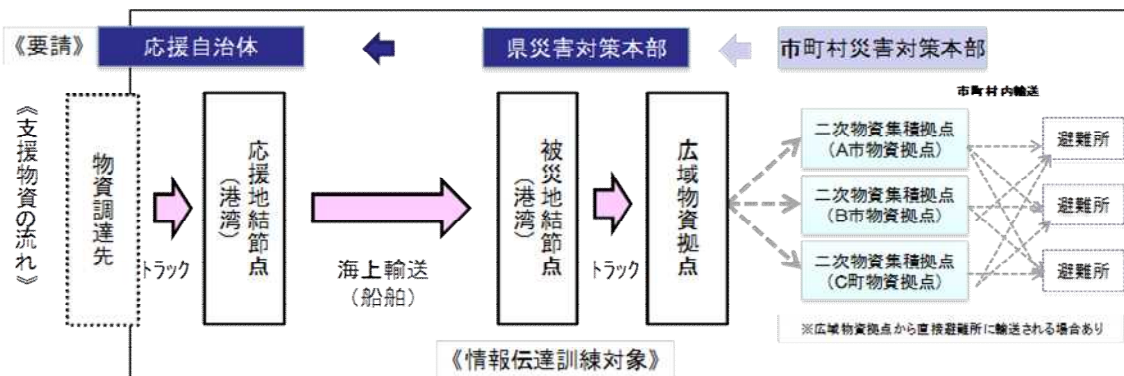 《要請》
応援自治体
県災害対策本部
市町村災害対策本部
市町村内輸送
《支援物資の流れ》
物資調達先
トラック
応援地結節点
(港湾)
海上輸送
(船舶)
被災地結節点
(港湾)
トラック
広域物資拠点
二次物資集積拠点
(A市物資拠点)
二次物資集積拠点
(B市物資拠点)
二次物資集積拠点
(C町物資拠点)
避難所
避難所
避難所
※広域物資拠点から直接避難所に輸送される場合あり
《情報伝達訓練対象》